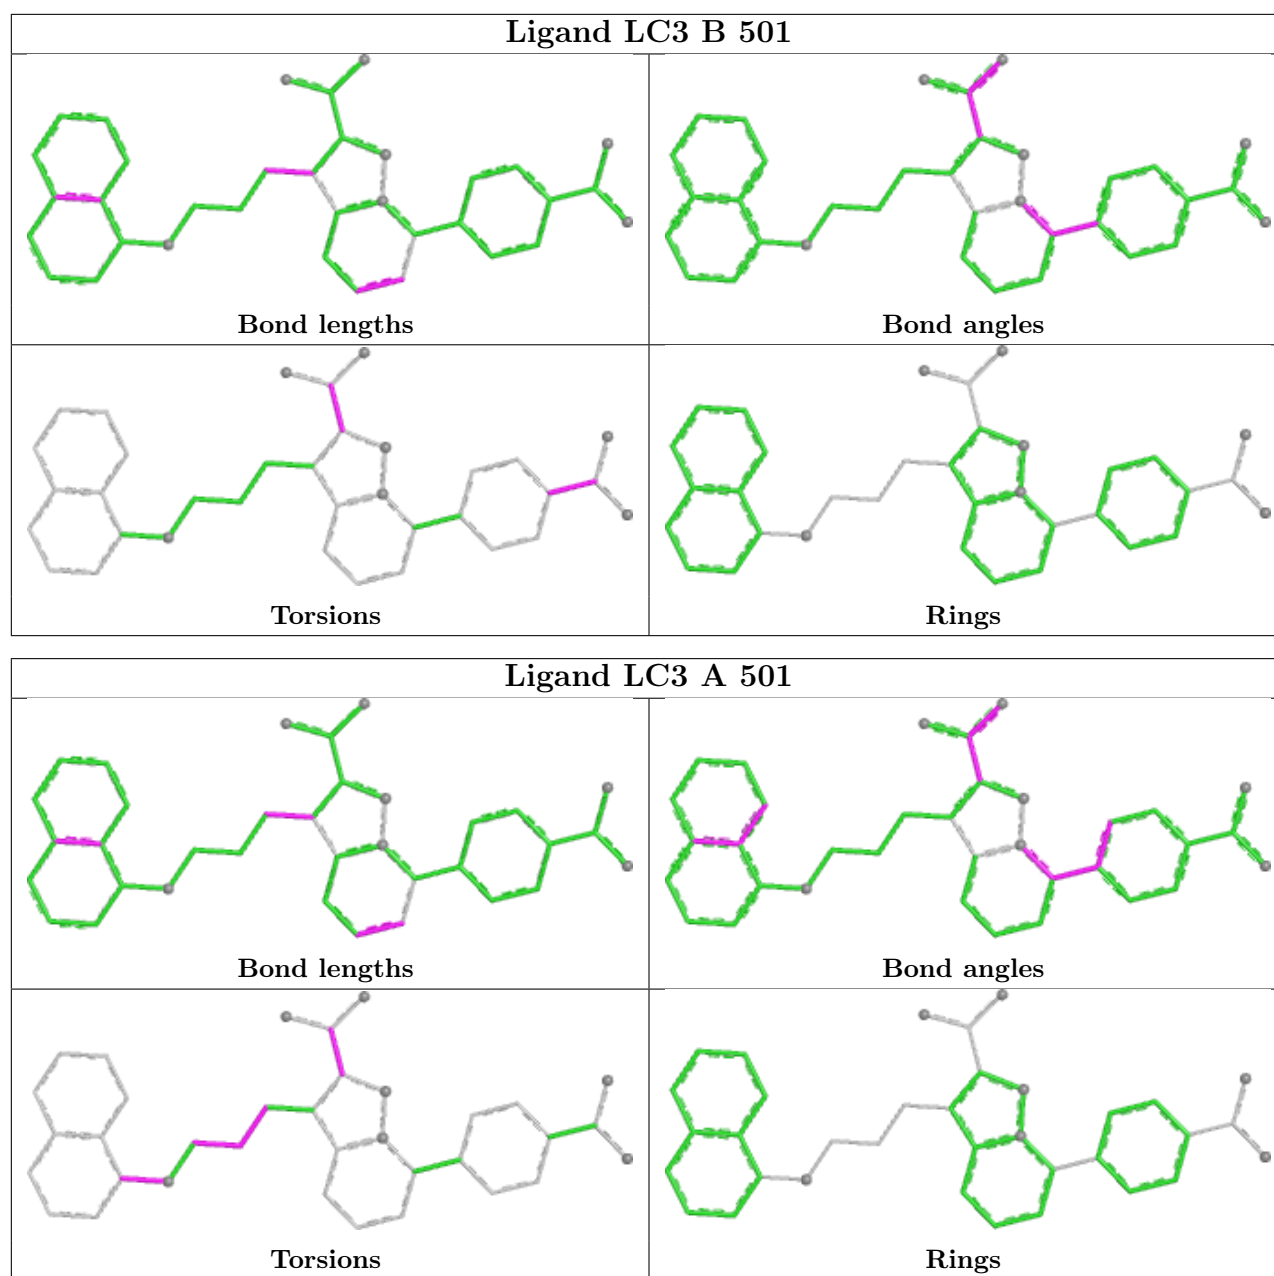 Ligand LC3 B 501
Bond lengths
Bond angles
Torsions
Rings
Ligand LC3 A 501
Bond lengths
Bond angles
Torsions
Rings